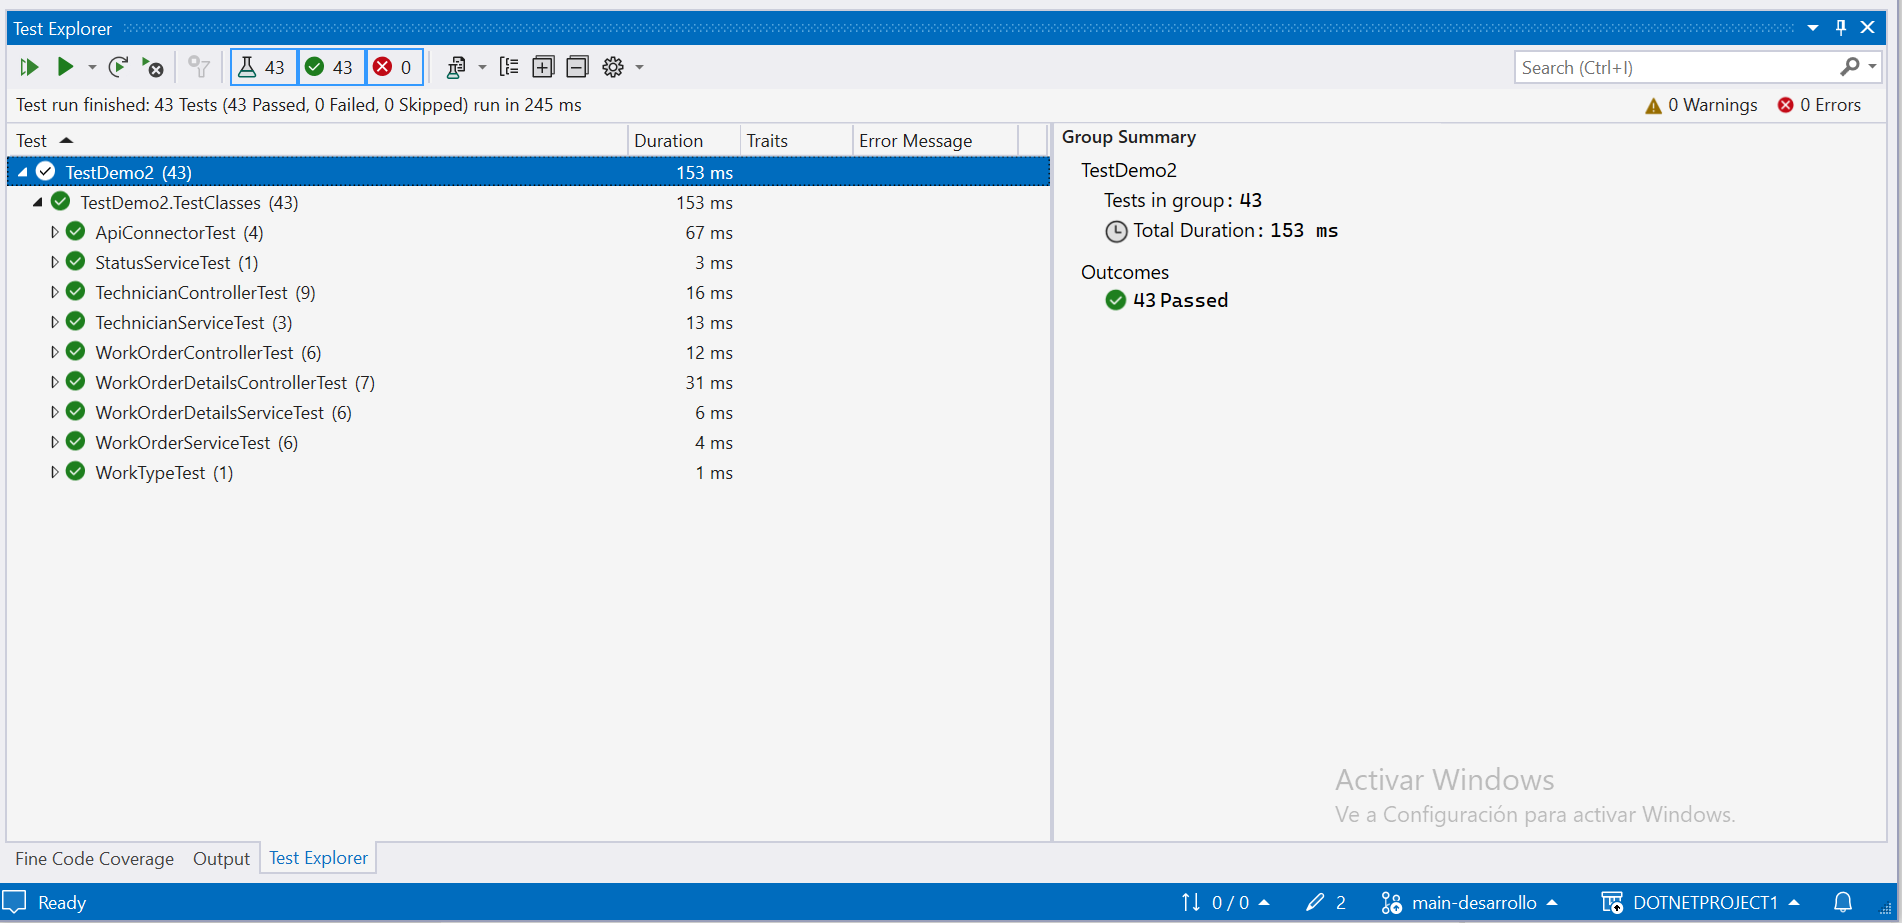 Test Explorer
43 43 0
Search (Ctrl+I)
Test run finished: 43 Tests (43 Passed, 0 Failed, 0 Skipped) run in 245 ms
0 Warnings 0 Errors
Test Duration Traits Error Message
TestDemo2 (43) 153 ms
TestDemo2.TestClasses (43) 153 ms
ApiConnectorTest (4) 67 ms
StatusServiceTest (1) 3 ms
TechnicianControllerTest (9) 16 ms
TechnicianServiceTest (3) 13 ms
WorkOrderControllerTest (6) 12 ms
WorkOrderDetailsControllerTest (7) 31 ms
WorkOrderDetailsServiceTest (6) 6 ms
WorkOrderServiceTest (6) 4 ms
WorkTypeTest (1) 1 ms
Group Summary
TestDemo2
Tests in group: 43
Total Duration: 153 ms
Outcomes
43 Passed
Activar Windows
Ve a Configuración para activar Windows.
Fine Code Coverage Output Test Explorer
Ready 0 / 0 2 main-desarrollo DOTNETPROJECT1